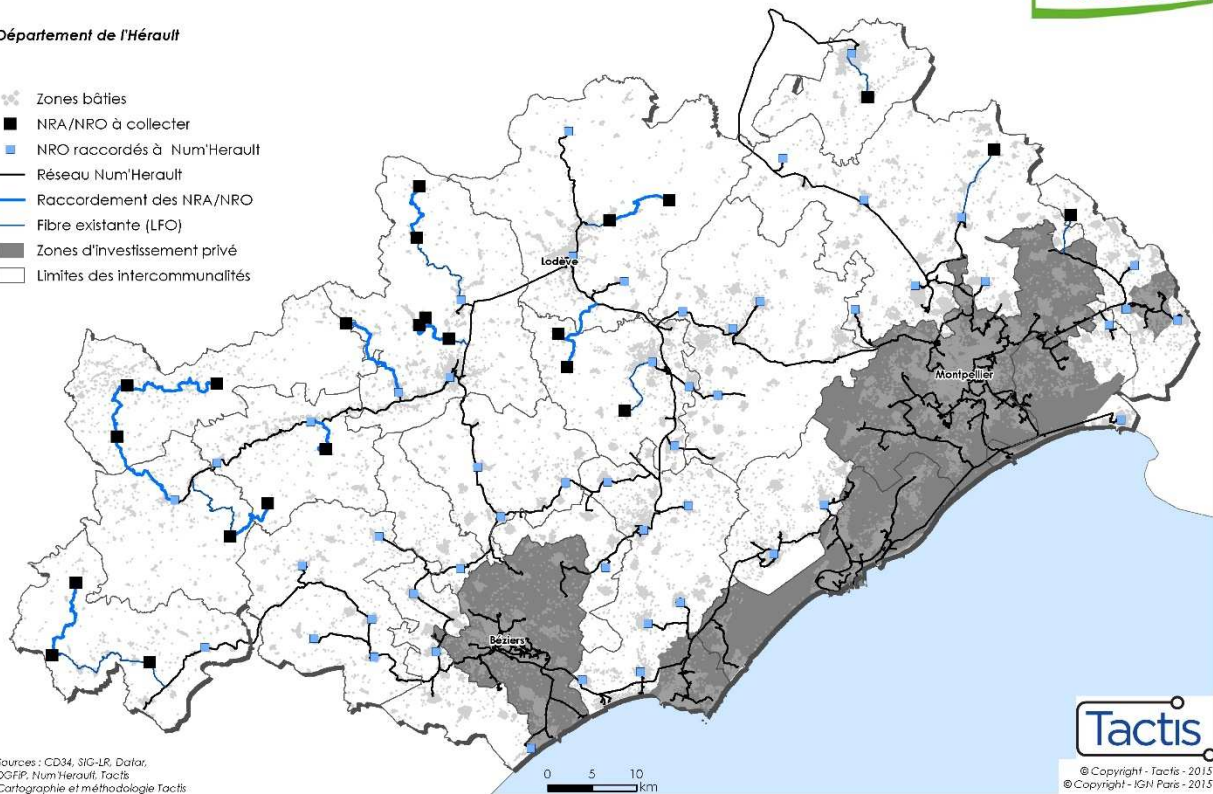 Département de l'Hérault
Zones bâties
NRA/NRO à collecter
NRO raccordés à Num'Herault
Réseau Num'Herault
Raccordement des NRA/NRO
Fibre existante (LFO)
Zones d'investissement privé
Limites des intercommunalités
Lodève
Montpellier
Béziers
Sources : CD34, SIG-LR, Datar,
DGFiP, Num'Herault, Tactis
Cartographie et méthodologie Tactis
0 5 10
km
Tactis
© Copyright - Tactis - 2015
© Copyright - IGN Paris - 2015